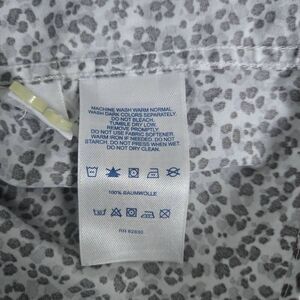 MACHINE WASH WARM NORMAL.
WASH DARK COLORS SEPARATELY.
DO NOT BLEACH.
TUMBLE DRY LOW.
REMOVE PROMPTLY.
DO NOT USE FABRIC SOFTENER.
WARM IRON IF NEEDED. DO NOT
STARCH. DO NOT PRESS WHEN WET.
DO NOT DRY CLEAN.
100% BAUMWOLLE